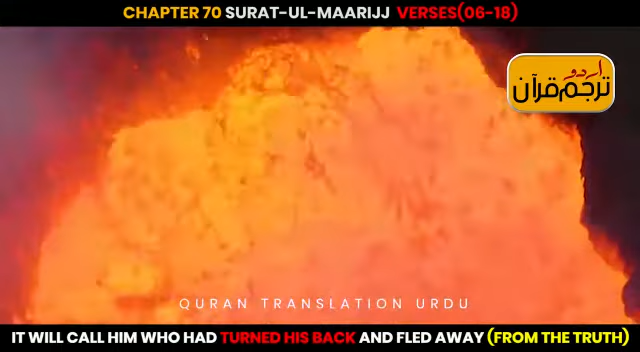 CHAPTER 70 SURAT-UL-MAARIJJ VERSES(06-18)
اردو
ترجمہ قرآن
QURAN TRANSLATION URDU
IT WILL CALL HIM WHO HAD TURNED HIS BACK AND FLED AWAY (FROM THE TRUTH)